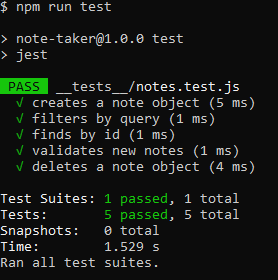 $ npm run test
> note-taker@1.0.0 test
> jest
PASS __tests__/notes.test.js
√ creates a note object (5 ms)
√ filters by query (1 ms)
√ finds by id (1 ms)
√ validates new notes (1 ms)
√ deletes a note object (4 ms)
Test Suites: 1 passed, 1 total
Tests:       5 passed, 5 total
Snapshots:   0 total
Time:        1.529 s
Ran all test suites.